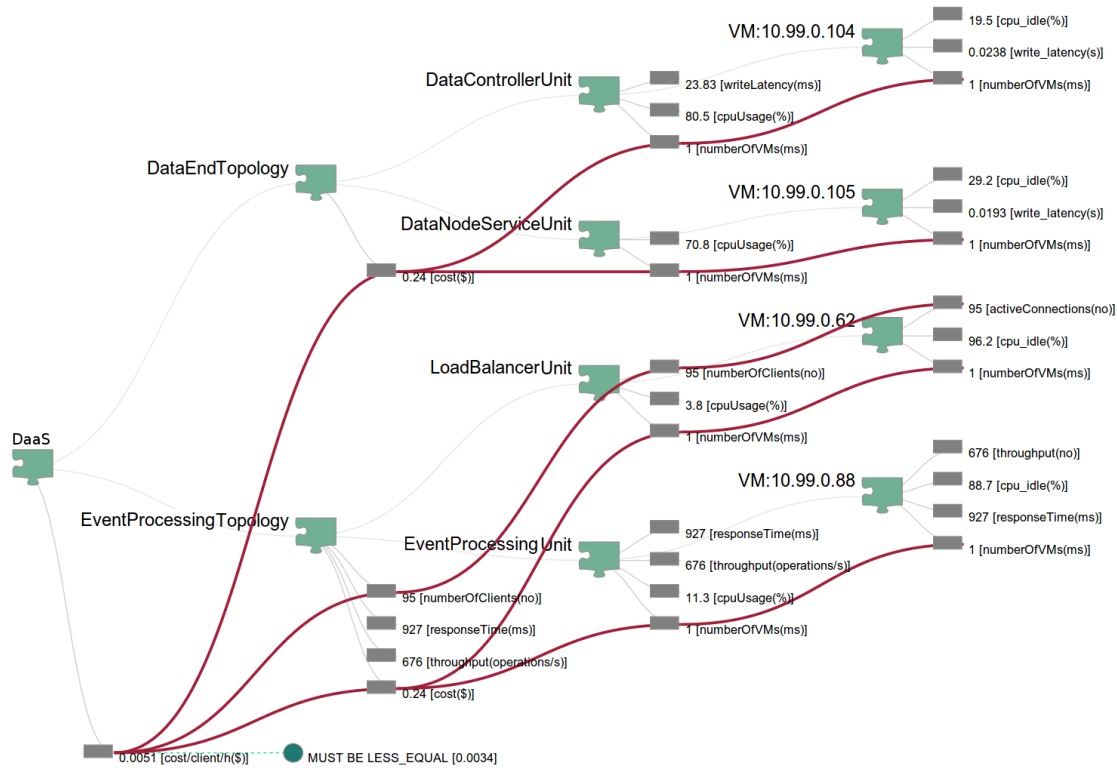 19.5 [cpu_idle(%)]
VM:10.99.0.104
0.0238 [write_latency(s)]
DataControllerUnit
23.83 [writeLatency(ms)]
1 [numberOfVMs(ms)]
80.5 [cpuUsage(%)]
1 [numberOfVMs(ms)]
DataEndTopology
29.2 [cpu_idle(%)]
VM:10.99.0.105
0.0193 [write_latency(s)]
DataNodeServiceUnit
70.8 [cpuUsage(%)]
1 [numberOfVMs(ms)]
0.24 [cost($)]
1 [numberOfVMs(ms)]
95 [activeConnections(no)]
VM:10.99.0.62
96.2 [cpu_idle(%)]
LoadBalancerUnit
95 [numberOfClients(no)]
1 [numberOfVMs(ms)]
3.8 [cpuUsage(%)]
1 [numberOfVMs(ms)]
DaaS
676 [throughput(no)]
VM:10.99.0.88
88.7 [cpu_idle(%)]
EventProcessingTopology
927 [responseTime(ms)]
927 [responseTime(ms)]
EventProcessingUnit
1 [numberOfVMs(ms)]
676 [throughput(operations/s)]
11.3 [cpuUsage(%)]
95 [numberOfClients(no)]
1 [numberOfVMs(ms)]
927 [responseTime(ms)]
676 [throughput(operations/s)]
0.24 [cost($)]
0.0051 [cost/client/h($)]
MUST BE LESS_EQUAL [0.0034]